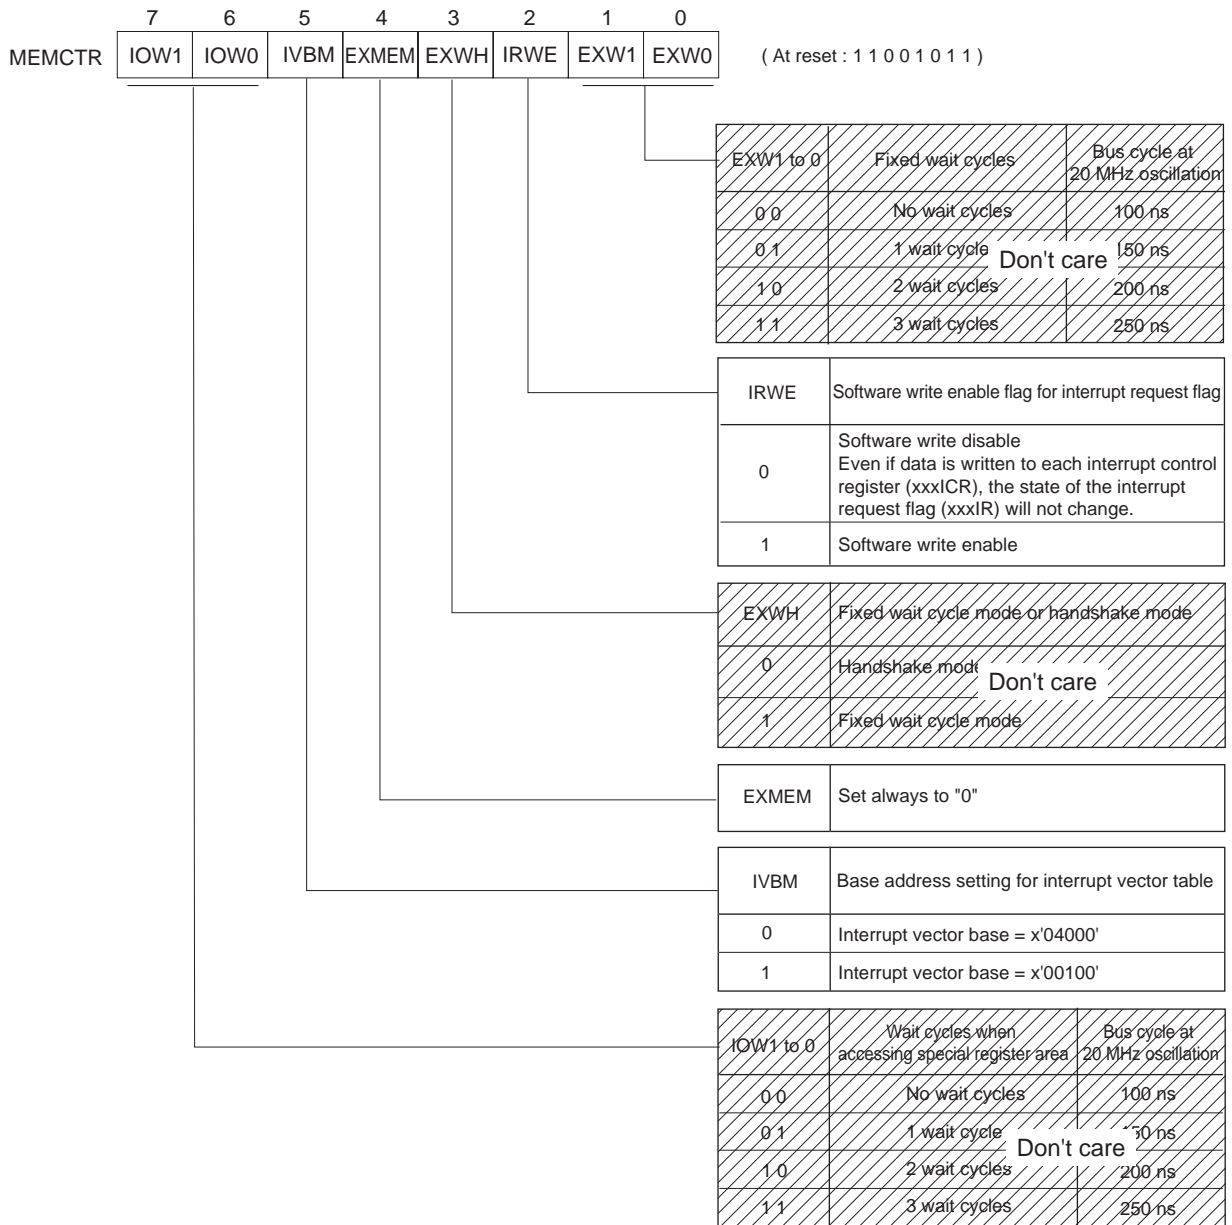 7 6 5 4 3 2 1 0
MEMCTR IOW1 IOW0 IVBM EXMEM EXWH IRWE EXW1 EXW0 ( At reset : 1 1 0 0 1 0 1 1 )
EXW1 to 0 Fixed wait cycles Bus cycle at
20 MHz oscillation
0 0 No wait cycles 100 ns
0 1 1 wait cycle 150 ns
Don't care
1 0 2 wait cycles 200 ns
1 1 3 wait cycles 250 ns
IRWE Software write enable flag for interrupt request flag
0 Software write disable
Even if data is written to each interrupt control
register (xxxICR), the state of the interrupt
request flag (xxxIR) will not change.
1 Software write enable
EXWH Fixed wait cycle mode or handshake mode
0 Handshake mode
Don't care
1 Fixed wait cycle mode
EXMEM Set always to "0"
IVBM Base address setting for interrupt vector table
0 Interrupt vector base = x'04000'
1 Interrupt vector base = x'00100'
IOW1 to 0 Wait cycles when
accessing special register area Bus cycle at
20 MHz oscillation
0 0 No wait cycles 100 ns
0 1 1 wait cycle ns
Don't care
1 0 2 wait cycles 200 ns
1 1 3 wait cycles 250 ns